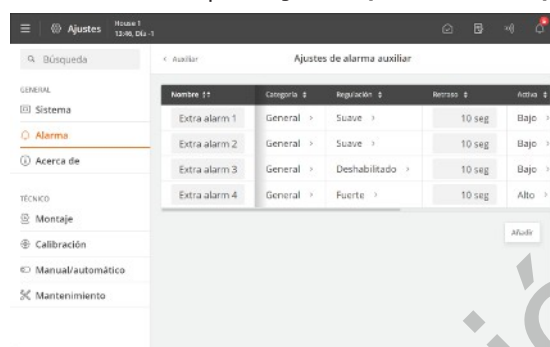 Ajustes
House 1
13:46, Día -1
Búsqueda
Auxiliar
Ajustes de alarma auxiliar
GENERAL
Sistema
Alarma
Acerca de
TÉCNICO
Montaje
Calibración
Manual/automático
Mantenimiento
Nombre Categoría Regulación Retraso Activa
Extra alarm 1 General Suave 10 seg Bajo
Extra alarm 2 General Suave 10 seg Bajo
Extra alarm 3 General Deshabilitado 10 seg Bajo
Extra alarm 4 General Fuerte 10 seg Alto
Añadir